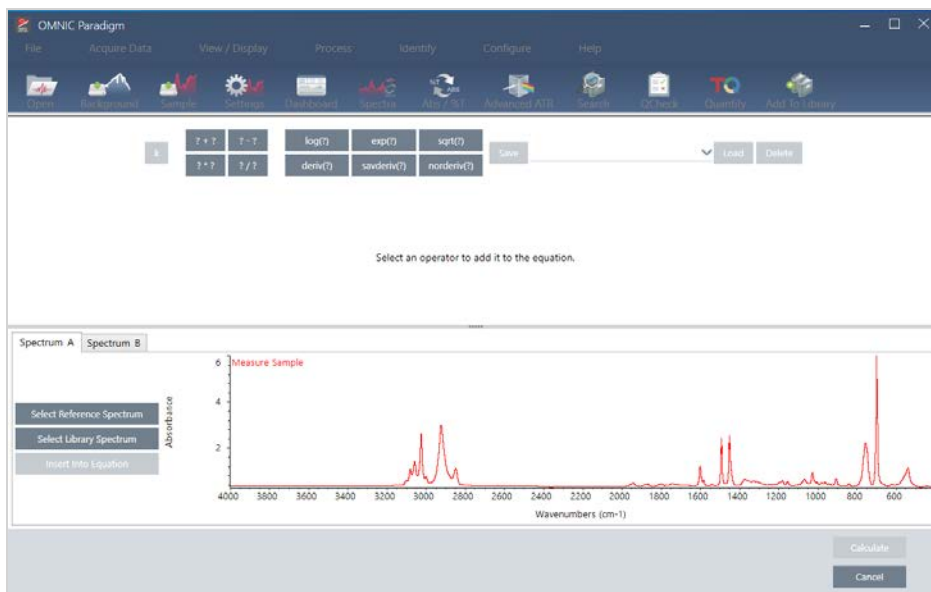 OMNIC Paradigm
File Acquire Data View / Display Process Identify Configure Help
Open Background Sample Settings Dashboard Spectra Abs / %T Advanced ATR Search QCheck Quantify Add To Library
%T ABS TQ
k ? + ? ? - ? log(?) exp(?) sqrt(?) Save Load Delete
? * ? ? / ? deriv(?) savderiv(?) norderiv(?)
Select an operator to add it to the equation.
Spectrum A Spectrum B
Measure Sample
Select Reference Spectrum
Select Library Spectrum
Insert Into Equation
Absorbance
6
4
2
4000 3800 3600 3400 3200 3000 2800 2600 2400 2200 2000 1800 1600 1400 1200 1000 800 600
Wavenumbers (cm-1)
Calculate
Cancel